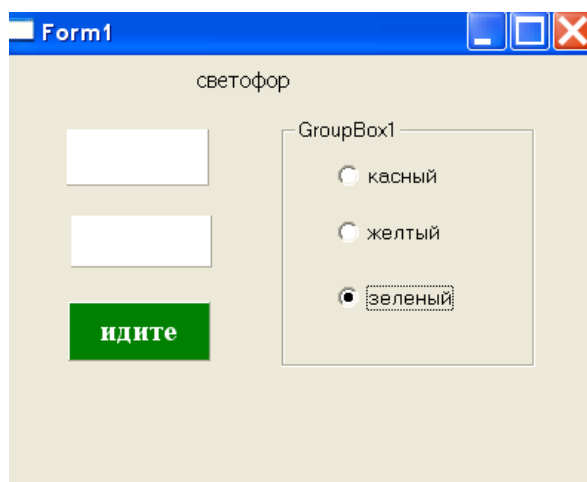 Form1
светофор
GroupBox1
касный
желтый
зеленый
идите